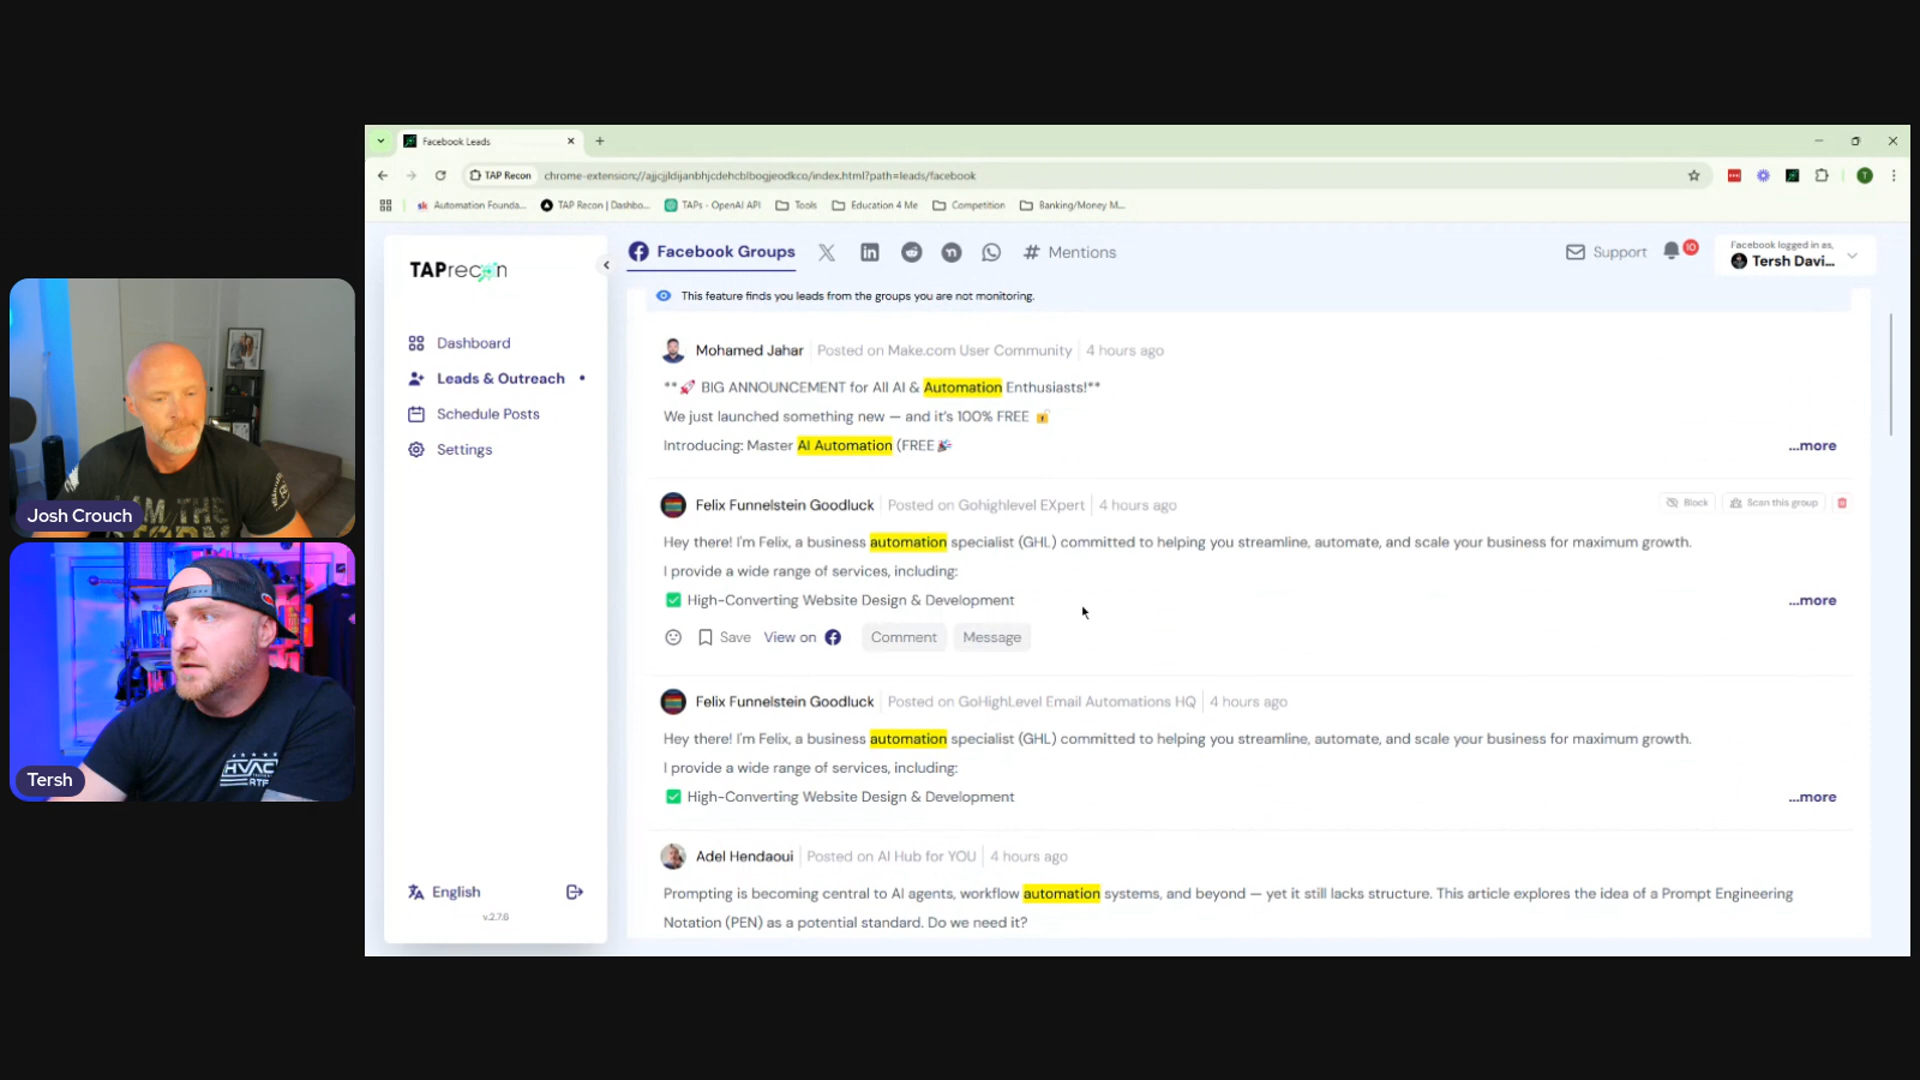 Facebook Leads
TAP Recon
chrome-extension://ajjcjjldijanbhjcdehcblbogjeodkco/index.html?path=leads/facebook
Automation Founda...
TAP Recon | Dashbo...
TAPs - OpenAI API
Tools
Education 4 Me
Competition
Banking/Money M...
TAPrecon
Facebook Groups
# Mentions
Support
10
Facebook logged in as,
Tersh Davi...
Dashboard
Leads & Outreach
Schedule Posts
Settings
English
v.2.7.6
This feature finds you leads from the groups you are not monitoring.
Mohamed Jahar Posted on Make.com User Community 4 hours ago
**🚀 BIG ANNOUNCEMENT for All AI & Automation Enthusiasts!**
We just launched something new — and it's 100% FREE 🔓
Introducing: Master AI Automation (FREE 🎉
...more
Felix Funnelstein Goodluck Posted on Gohighlevel EXpert 4 hours ago
Block
Scan this group
Hey there! I'm Felix, a business automation specialist (GHL) committed to helping you streamline, automate, and scale your business for maximum growth.
I provide a wide range of services, including:
✅ High-Converting Website Design & Development
...more
Save
View on
Comment
Message
Felix Funnelstein Goodluck Posted on GoHighLevel Email Automations HQ 4 hours ago
Hey there! I'm Felix, a business automation specialist (GHL) committed to helping you streamline, automate, and scale your business for maximum growth.
I provide a wide range of services, including:
✅ High-Converting Website Design & Development
...more
Adel Hendaoui Posted on AI Hub for YOU 4 hours ago
Prompting is becoming central to AI agents, workflow automation systems, and beyond — yet it still lacks structure. This article explores the idea of a Prompt Engineering
Notation (PEN) as a potential standard. Do we need it?
Josh Crouch
I AM THE
Tersh
HVAC